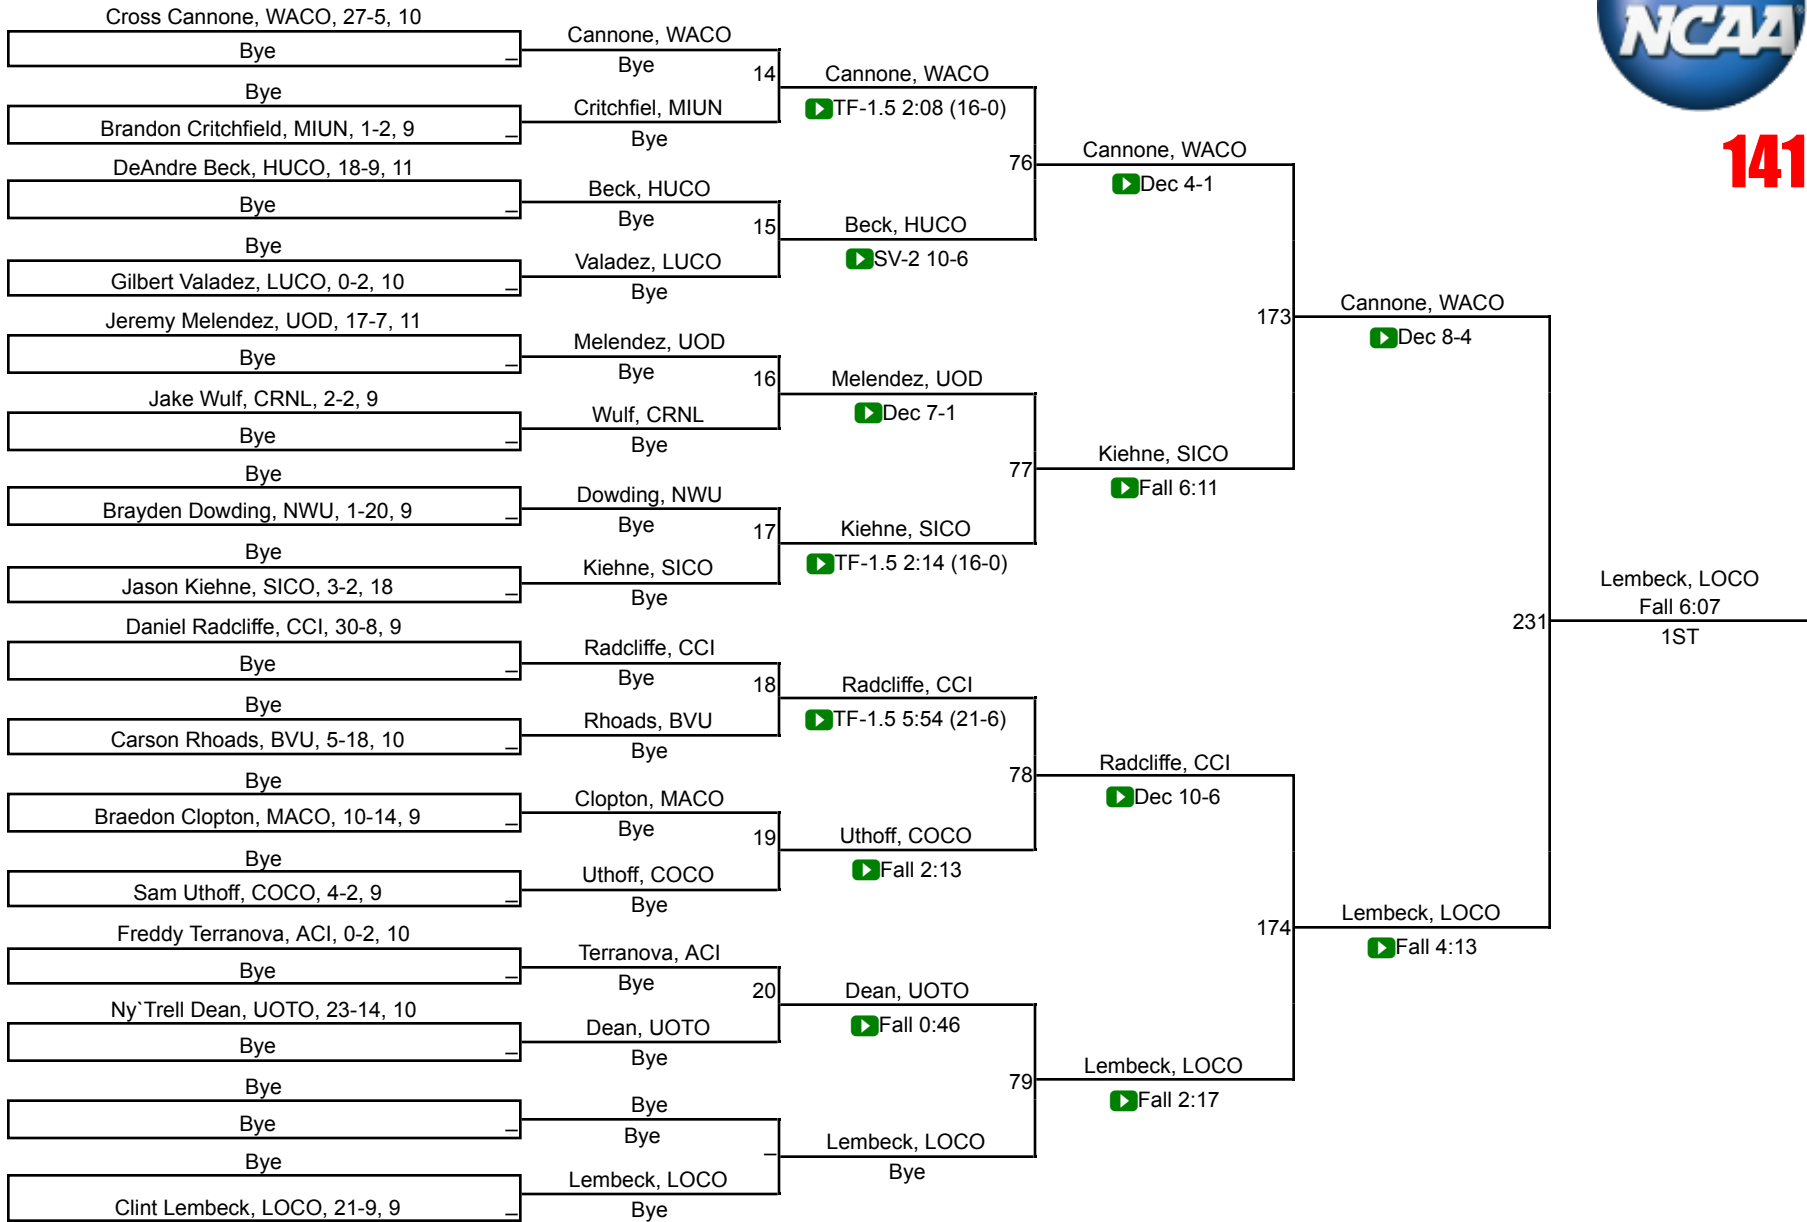 Cross Cannone, WACO, 27-5, 10
Bye
_
Bye
Brandon Critchfield, MIUN, 1-2, 9
_
DeAndre Beck, HUCO, 18-9, 11
Bye
_
Bye
Gilbert Valadez, LUCO, 0-2, 10
_
Jeremy Melendez, UOD, 17-7, 11
Bye
_
Jake Wulf, CRNL, 2-2, 9
Bye
_
Bye
Brayden Dowding, NWU, 1-20, 9
_
Bye
Jason Kiehne, SICO, 3-2, 18
_
Daniel Radcliffe, CCI, 30-8, 9
Bye
_
Bye
Carson Rhoads, BVU, 5-18, 10
_
Bye
Braedon Clopton, MACO, 10-14, 9
_
Bye
Sam Uthoff, COCO, 4-2, 9
_
Freddy Terranova, ACI, 0-2, 10
Bye
_
Ny`Trell Dean, UOTO, 23-14, 10
Bye
_
Bye
Bye
_
Bye
Clint Lembeck, LOCO, 21-9, 9
_
Cannone, WACO
Bye
14
Critchfiel, MIUN
Bye
Beck, HUCO
Bye
15
Valadez, LUCO
Bye
Melendez, UOD
Bye
16
Wulf, CRNL
Bye
Dowding, NWU
Bye
17
Kiehne, SICO
Bye
Radcliffe, CCI
Bye
18
Rhoads, BVU
Bye
Clopton, MACO
Bye
19
Uthoff, COCO
Bye
Terranova, ACI
Bye
20
Dean, UOTO
Bye
Bye
Bye
_
Lembeck, LOCO
Bye
Cannone, WACO
TF-1.5 2:08 (16-0)
76
Beck, HUCO
SV-2 10-6
Melendez, UOD
Dec 7-1
77
Kiehne, SICO
TF-1.5 2:14 (16-0)
Radcliffe, CCI
TF-1.5 5:54 (21-6)
78
Uthoff, COCO
Fall 2:13
Dean, UOTO
Fall 0:46
79
Lembeck, LOCO
Bye
Cannone, WACO
Dec 4-1
173
Kiehne, SICO
Fall 6:11
Radcliffe, CCI
Dec 10-6
174
Lembeck, LOCO
Fall 2:17
Cannone, WACO
Dec 8-4
231
Lembeck, LOCO
Fall 4:13
Lembeck, LOCO
Fall 6:07
1ST
NCAA
141